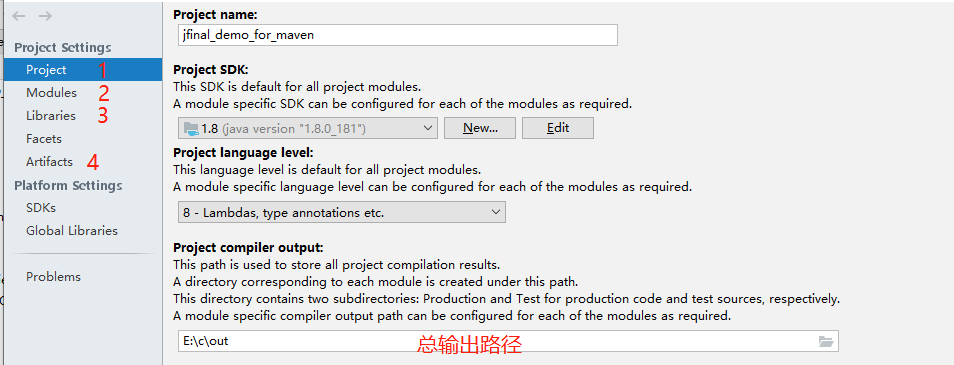 Project Settings
Project 1
Modules 2
Libraries 3
Facets
Artifacts 4
Platform Settings
SDKs
Global Libraries
Problems
Project name:
jfinal_demo_for_maven
Project SDK:
This SDK is default for all project modules.
A module specific SDK can be configured for each of the modules as required.
1.8 (java version "1.8.0_181")
New...
Edit
Project language level:
This language level is default for all project modules.
A module specific language level can be configured for each of the modules as required.
8 - Lambdas, type annotations etc.
Project compiler output:
This path is used to store all project compilation results.
A directory corresponding to each module is created under this path.
This directory contains two subdirectories: Production and Test for production code and test sources, respectively.
A module specific compiler output path can be configured for each of the modules as required.
E:\c\out
总输出路径